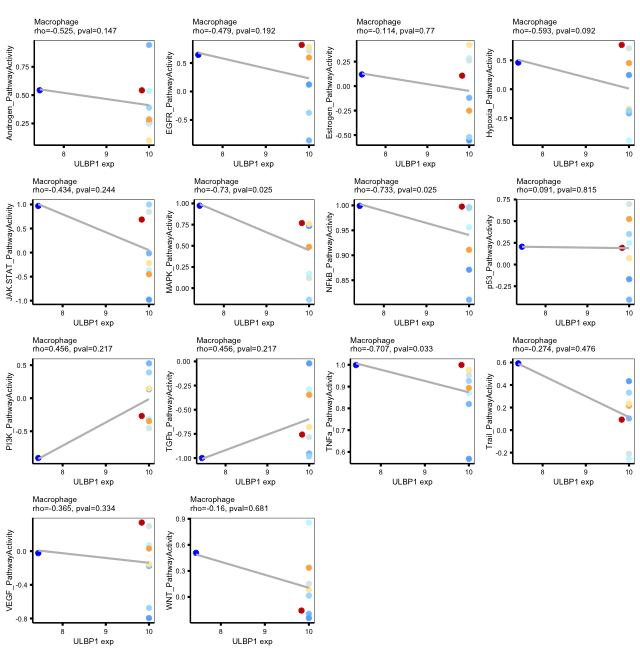 Macrophage
rho=-0.525, pval=0.147
Androgen_PathwayActivity
0.75
0.50
0.25
8
9
10
ULBP1 exp
Macrophage
rho=-0.479, pval=0.192
EGFR_PathwayActivity
0.5
0.0
-0.5
8
9
10
ULBP1 exp
Macrophage
rho=-0.114, pval=0.77
Estrogen_PathwayActivity
0.25
0.00
-0.25
-0.50
8
9
10
ULBP1 exp
Macrophage
rho=-0.593, pval=0.092
Hypoxia_PathwayActivity
0.5
0.0
-0.5
8
9
10
ULBP1 exp
Macrophage
rho=-0.434, pval=0.244
JAK.STAT_PathwayActivity
1.0
0.5
0.0
-0.5
-1.0
8
9
10
ULBP1 exp
Macrophage
rho=-0.73, pval=0.025
MAPK_PathwayActivity
1.00
0.75
0.50
0.25
0.00
8
9
10
ULBP1 exp
Macrophage
rho=-0.733, pval=0.025
NFkB_PathwayActivity
1.00
0.95
0.90
0.85
8
9
10
ULBP1 exp
Macrophage
rho=0.091, pval=0.815
p53_PathwayActivity
0.75
0.50
0.25
0.00
-0.25
8
9
10
ULBP1 exp
Macrophage
rho=0.456, pval=0.217
PI3K_PathwayActivity
0.5
0.0
-0.5
8
9
10
ULBP1 exp
Macrophage
rho=0.456, pval=0.217
TGFb_PathwayActivity
0.00
-0.25
-0.50
-0.75
-1.00
8
9
10
ULBP1 exp
Macrophage
rho=-0.707, pval=0.033
TNFa_PathwayActivity
1.0
0.9
0.8
0.7
0.6
8
9
10
ULBP1 exp
Macrophage
rho=-0.274, pval=0.476
Trail_PathwayActivity
0.6
0.4
0.2
0.0
-0.2
8
9
10
ULBP1 exp
Macrophage
rho=-0.365, pval=0.334
VEGF_PathwayActivity
0.0
-0.4
-0.8
8
9
10
ULBP1 exp
Macrophage
rho=-0.16, pval=0.681
WNT_PathwayActivity
0.9
0.6
0.3
0.0
8
9
10
ULBP1 exp